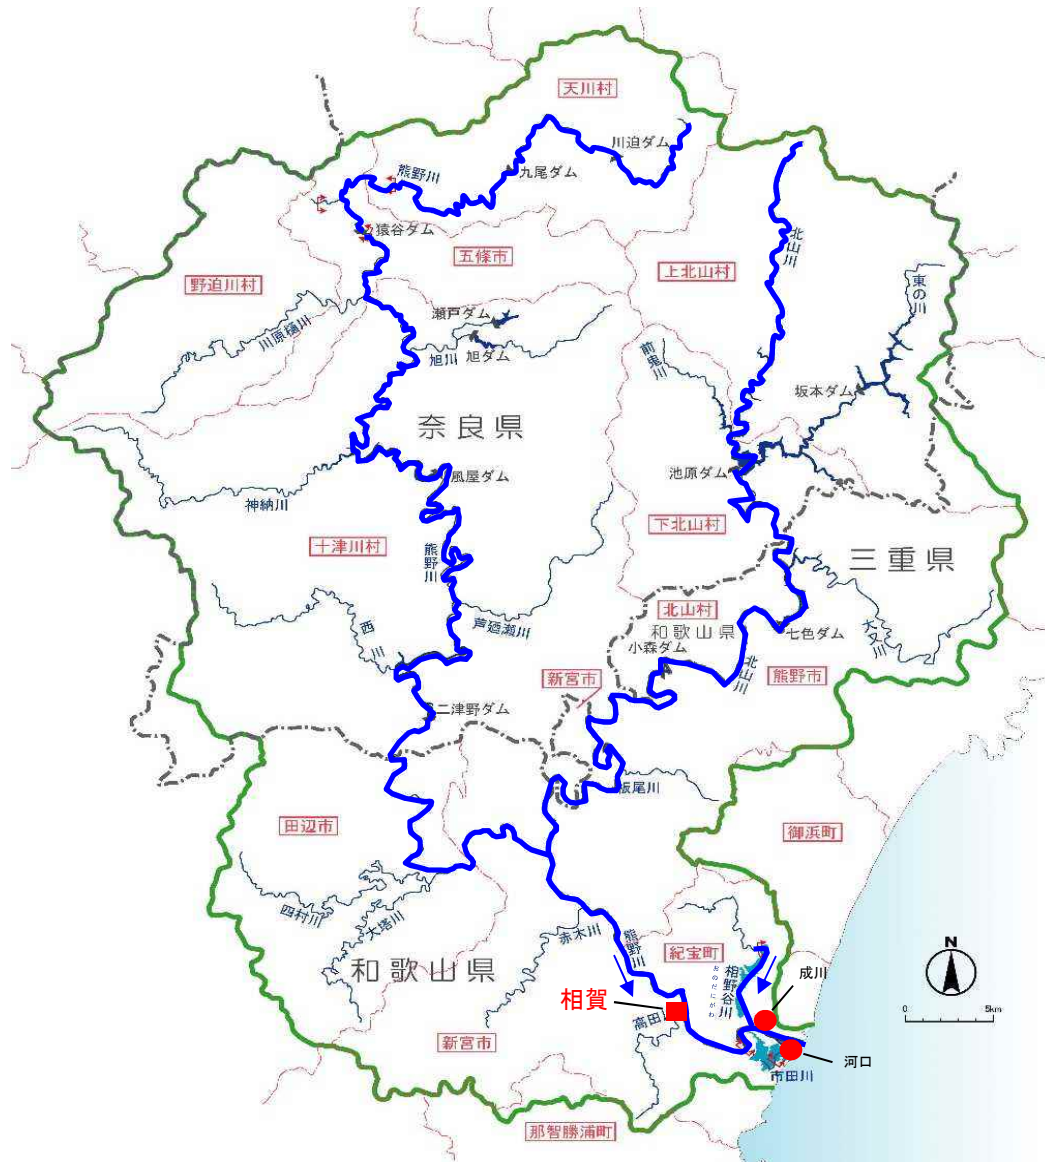 天川村
川迫ダム
九尾ダム
熊野川
猿谷ダム
五條市
上北山村
北山川
東の川
野迫川村
瀬戸ダム
川原樋川
旭川
旭ダム
前鬼川
坂本ダム
奈良県
池原ダム
風屋ダム
神納川
下北山村
十津川村
熊野川
三重県
北山村
芦廼瀬川
和歌山県
七色ダム
大又川
西川
小森ダム
北山川
熊野市
新宮市
二津野ダム
板尾川
田辺市
御浜町
四村川
大塔川
赤木川
熊野川
紀宝町
相野谷川
おのだにがわ
成川
N
和歌山県
相賀
高田
0
5km
新宮市
河口
市田川
那智勝浦町